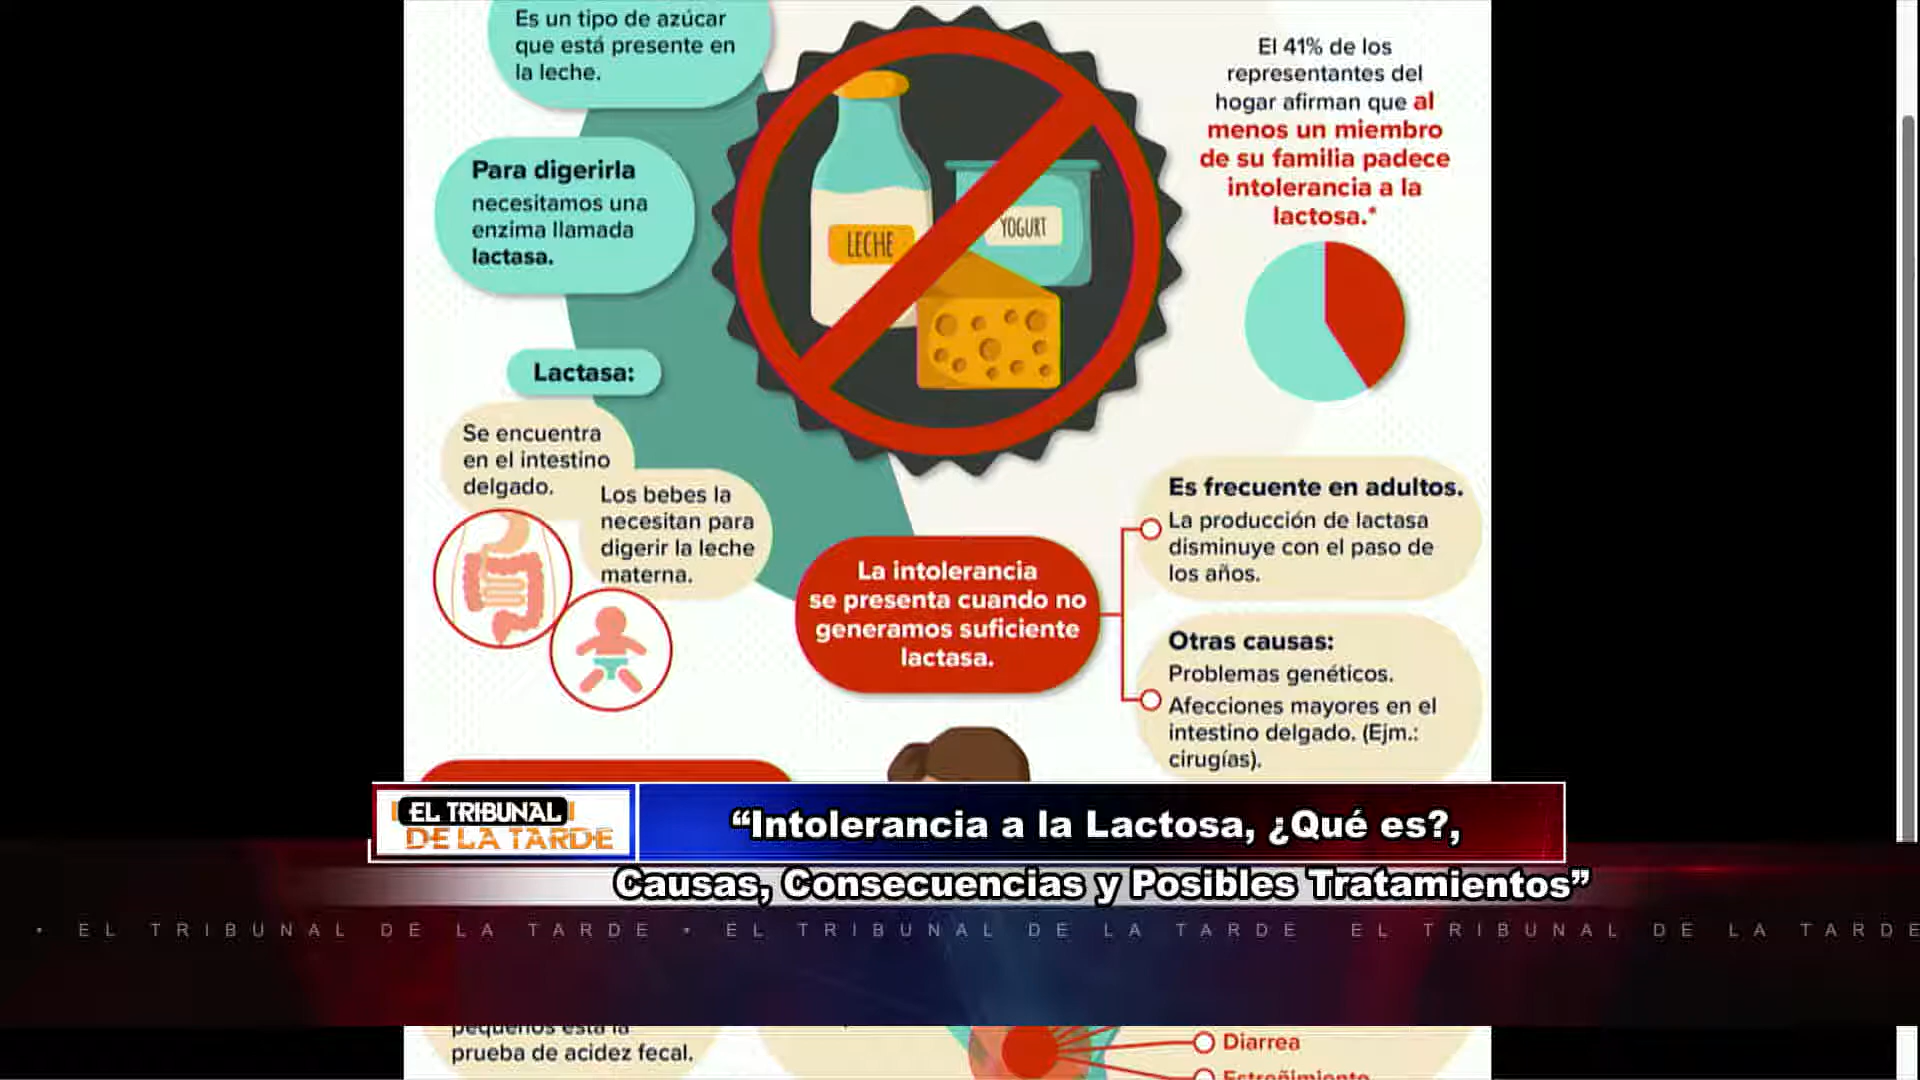 Es un tipo de azúcar
que está presente en
la leche.
Para digerirla
necesitamos una
enzima llamada
lactasa.
Lactasa:
Se encuentra
en el intestino
delgado.
Los bebes la
necesitan para
digerir la leche
materna.
LECHE
YOGURT
El 41% de los
representantes del
hogar afirman que al
menos un miembro
de su familia padece
intolerancia a la
lactosa.*
La intolerancia
se presenta cuando no
generamos suficiente
lactasa.
Es frecuente en adultos.
La producción de lactasa
disminuye con el paso de
los años.
Otras causas:
Problemas genéticos.
Afecciones mayores en el
intestino delgado. (Ejm.:
cirugías).
EL TRIBUNAL
DE LA TARDE
“Intolerancia a la Lactosa, ¿Qué es?,
Causas, Consecuencias y Posibles Tratamientos”
• EL TRIBUNAL DE LA TARDE • EL TRIBUNAL DE LA TARDE EL TRIBUNAL DE LA TARDE
pequeños está la
prueba de acidez fecal.
Diarrea
Estreñimiento